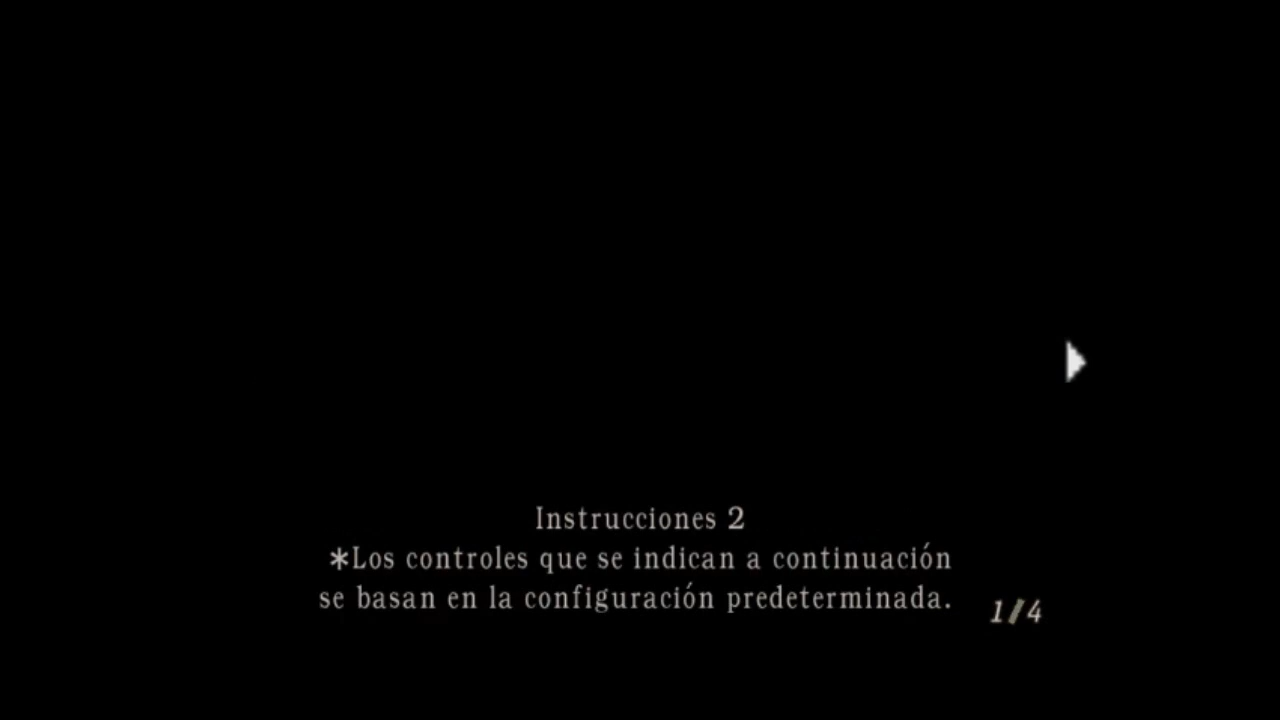 Instrucciones 2
*Los controles que se indican a continuación
se basan en la configuración predeterminada.
1/4